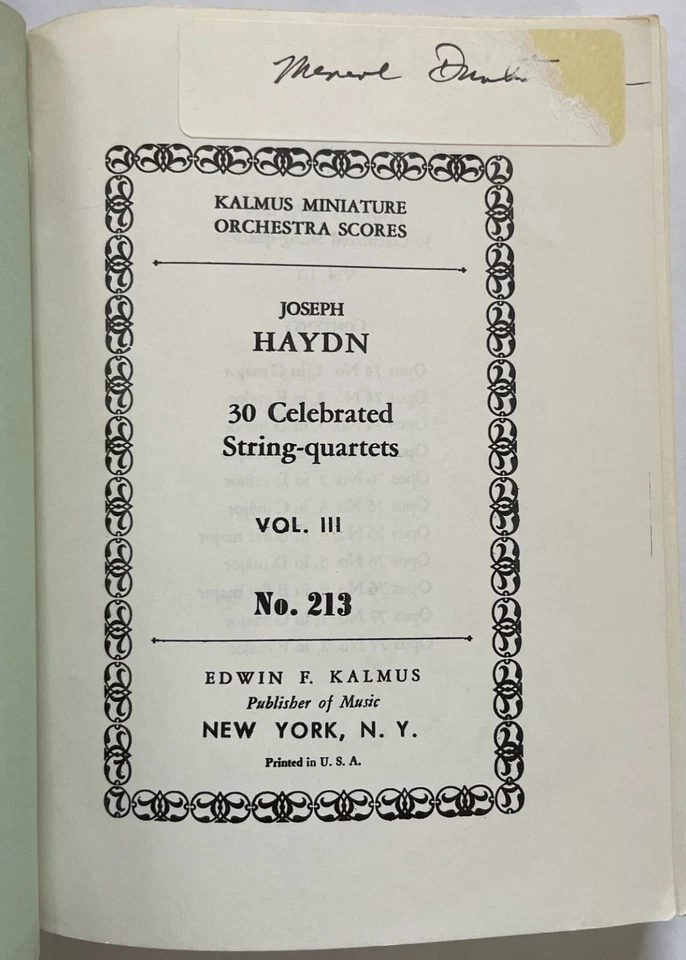 KALMUS MINIATURE
ORCHESTRA SCORES
JOSEPH
HAYDN
30 Celebrated
String-quartets
VOL. III
No. 213
EDWIN F. KALMUS
Publisher of Music
NEW YORK, N. Y.
Printed in U. S. A.